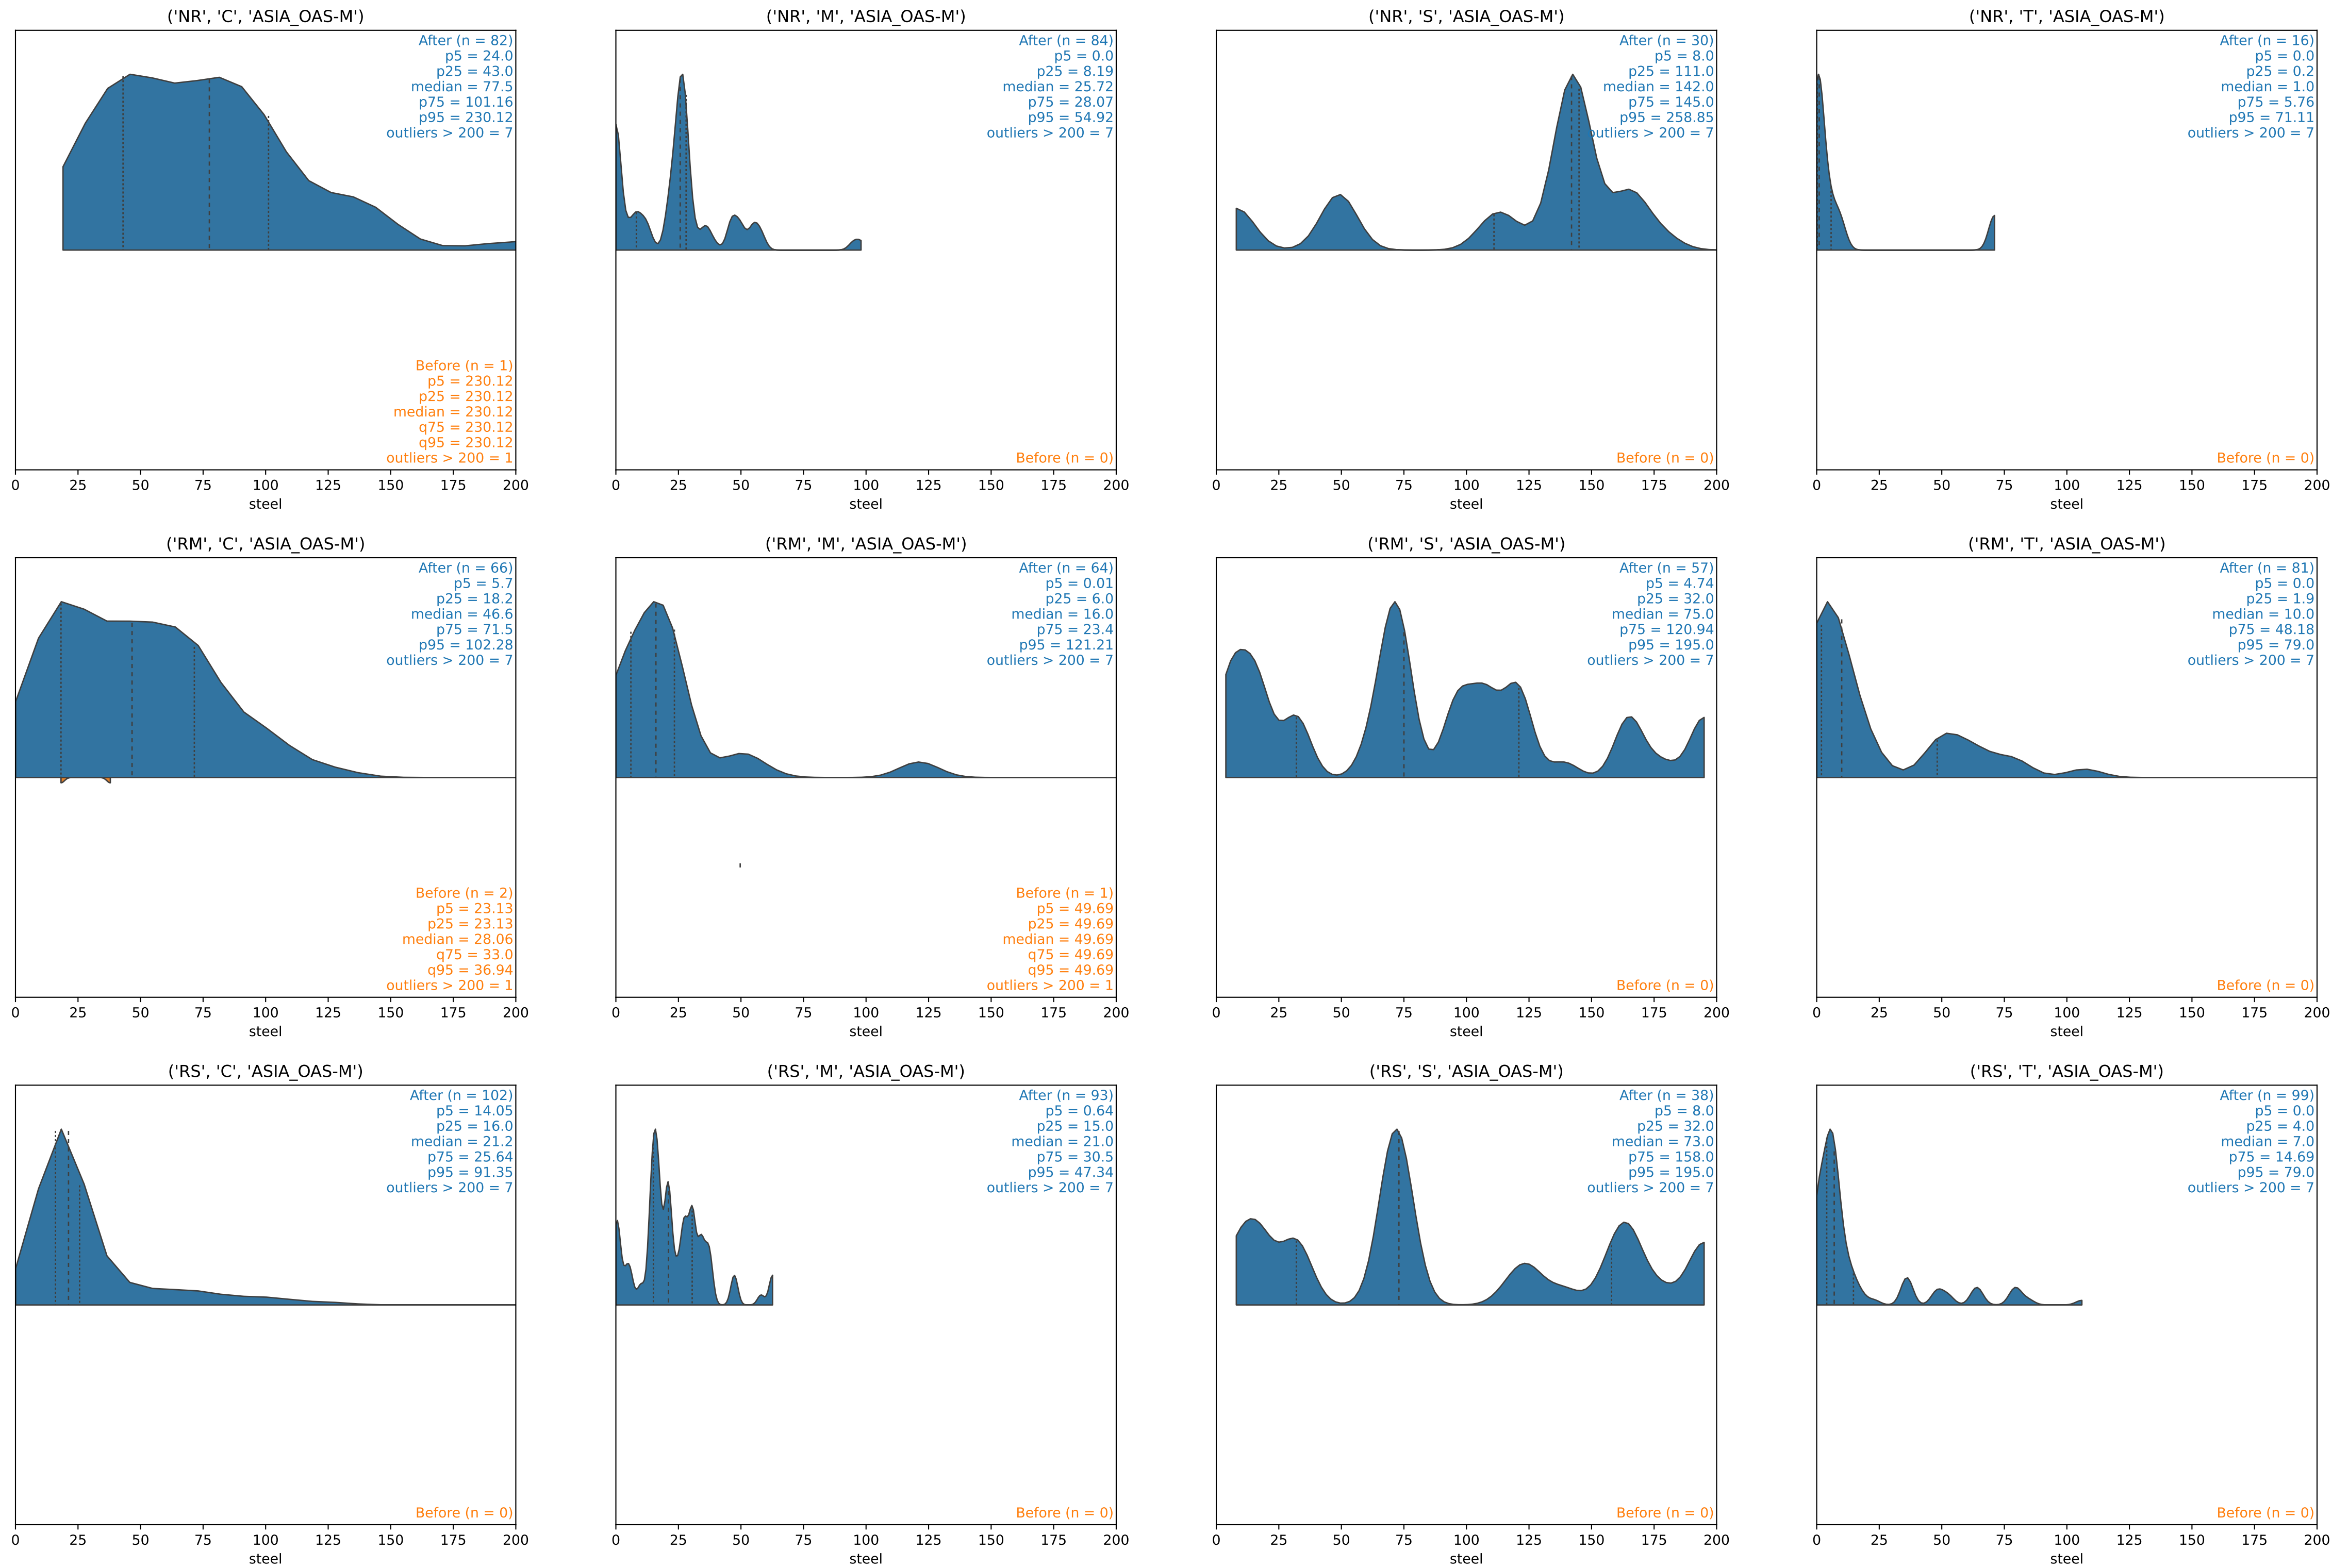 ('NR', 'C', 'ASIA_OAS-M')
After (n = 82)
p5 = 24.0
p25 = 43.0
median = 77.5
p75 = 101.16
p95 = 230.12
outliers > 200 = 7
Before (n = 1)
p5 = 230.12
p25 = 230.12
median = 230.12
q75 = 230.12
q95 = 230.12
outliers > 200 = 1
0 25 50 75 100 125 150 175 200
steel
('NR', 'M', 'ASIA_OAS-M')
After (n = 84)
p5 = 0.0
p25 = 8.19
median = 25.72
p75 = 28.07
p95 = 54.92
outliers > 200 = 7
Before (n = 0)
0 25 50 75 100 125 150 175 200
steel
('NR', 'S', 'ASIA_OAS-M')
After (n = 30)
p5 = 8.0
p25 = 111.0
median = 142.0
p75 = 145.0
p95 = 258.85
outliers > 200 = 7
Before (n = 0)
0 25 50 75 100 125 150 175 200
steel
('NR', 'T', 'ASIA_OAS-M')
After (n = 16)
p5 = 0.0
p25 = 0.2
median = 1.0
p75 = 5.76
p95 = 71.11
outliers > 200 = 7
Before (n = 0)
0 25 50 75 100 125 150 175 200
steel
('RM', 'C', 'ASIA_OAS-M')
After (n = 66)
p5 = 5.7
p25 = 18.2
median = 46.6
p75 = 71.5
p95 = 102.28
outliers > 200 = 7
Before (n = 2)
p5 = 23.13
p25 = 23.13
median = 28.06
q75 = 33.0
q95 = 36.94
outliers > 200 = 1
0 25 50 75 100 125 150 175 200
steel
('RM', 'M', 'ASIA_OAS-M')
After (n = 64)
p5 = 0.01
p25 = 6.0
median = 16.0
p75 = 23.4
p95 = 121.21
outliers > 200 = 7
Before (n = 1)
p5 = 49.69
p25 = 49.69
median = 49.69
q75 = 49.69
q95 = 49.69
outliers > 200 = 1
0 25 50 75 100 125 150 175 200
steel
('RM', 'S', 'ASIA_OAS-M')
After (n = 57)
p5 = 4.74
p25 = 32.0
median = 75.0
p75 = 120.94
p95 = 195.0
outliers > 200 = 7
Before (n = 0)
0 25 50 75 100 125 150 175 200
steel
('RM', 'T', 'ASIA_OAS-M')
After (n = 81)
p5 = 0.0
p25 = 1.9
median = 10.0
p75 = 48.18
p95 = 79.0
outliers > 200 = 7
Before (n = 0)
0 25 50 75 100 125 150 175 200
steel
('RS', 'C', 'ASIA_OAS-M')
After (n = 102)
p5 = 14.05
p25 = 16.0
median = 21.2
p75 = 25.64
p95 = 91.35
outliers > 200 = 7
Before (n = 0)
0 25 50 75 100 125 150 175 200
steel
('RS', 'M', 'ASIA_OAS-M')
After (n = 93)
p5 = 0.64
p25 = 15.0
median = 21.0
p75 = 30.5
p95 = 47.34
outliers > 200 = 7
Before (n = 0)
0 25 50 75 100 125 150 175 200
steel
('RS', 'S', 'ASIA_OAS-M')
After (n = 38)
p5 = 8.0
p25 = 32.0
median = 73.0
p75 = 158.0
p95 = 195.0
outliers > 200 = 7
Before (n = 0)
0 25 50 75 100 125 150 175 200
steel
('RS', 'T', 'ASIA_OAS-M')
After (n = 99)
p5 = 0.0
p25 = 4.0
median = 7.0
p75 = 14.69
p95 = 79.0
outliers > 200 = 7
Before (n = 0)
0 25 50 75 100 125 150 175 200
steel